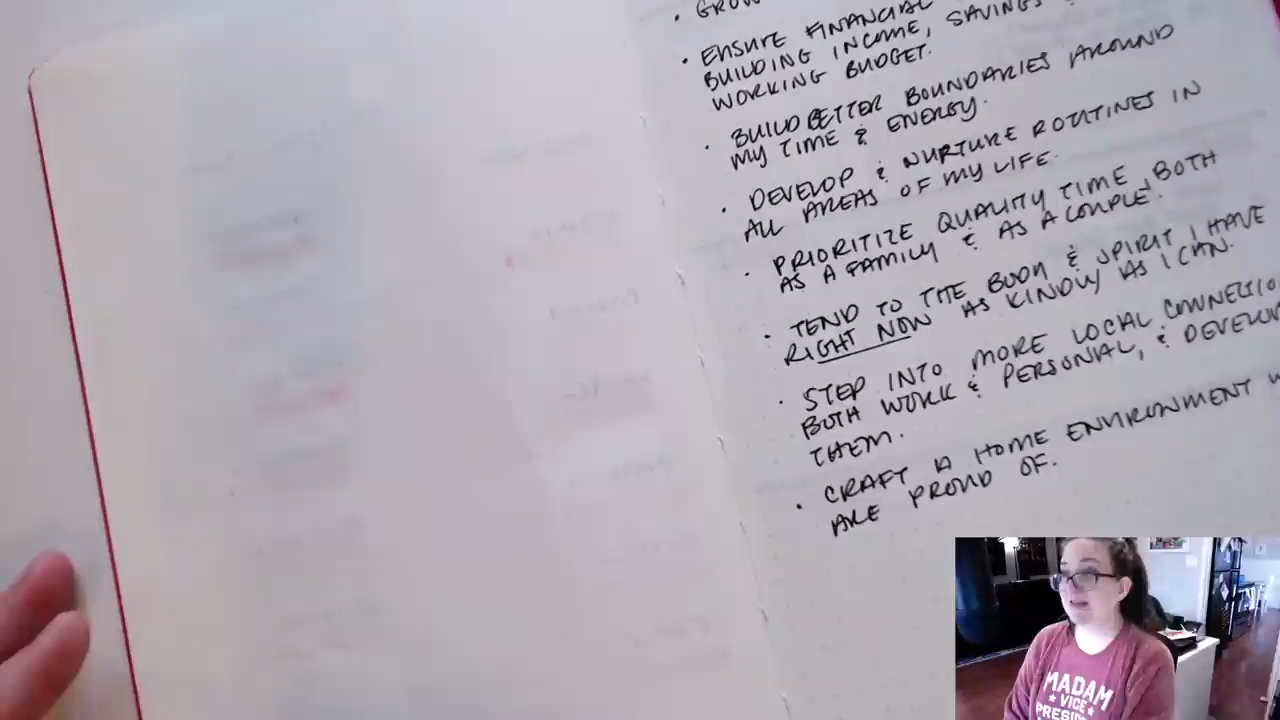 • GROW
• ENSURE FINANCIAL
BUILDING INCOME, SAVINGS
WORKING BUDGET.
• BUILD BETTER BOUNDARIES AROUND
MY TIME & ENERGY.
• DEVELOP & NURTURE ROUTINES IN
ALL AREAS OF MY LIFE.
• PRIORITIZE QUALITY TIME, BOTH
AS A FAMILY & AS A COUPLE.
• TEND TO THE BODY & SPIRIT I HAVE
RIGHT NOW AS KINDLY AS I CAN.
• STEP INTO MORE LOCAL CONNECTIO
BOTH WORK & PERSONAL, & DEVELOP
THEM.
• CRAFT A HOME ENVIRONMENT W
ARE PROUD OF.
MADAM
VICE
PRESID